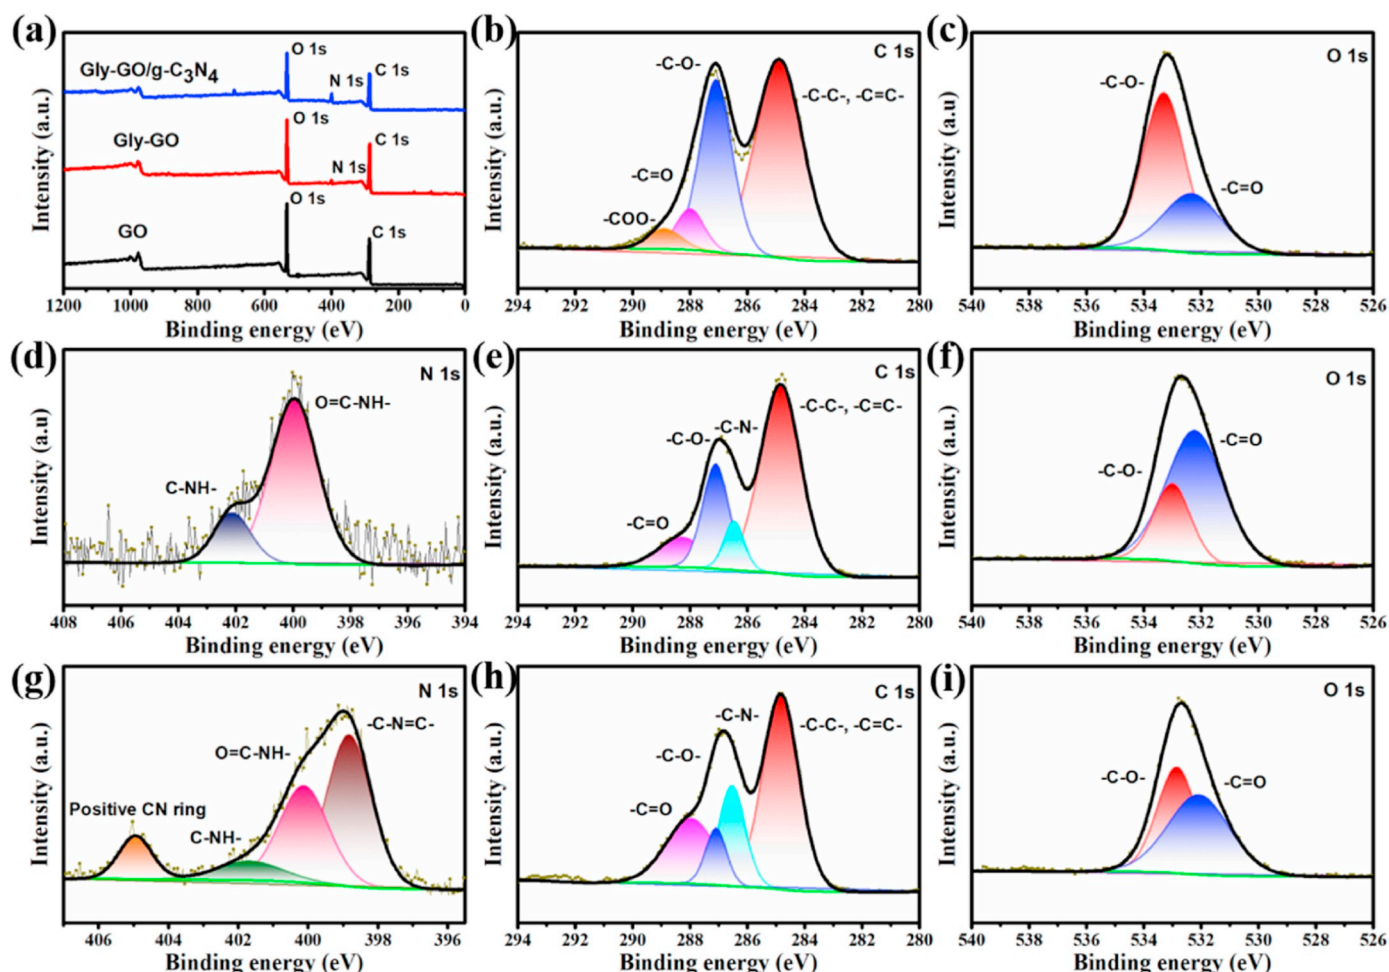 (a)
O 1s
C 1s
N 1s
Gly-GO/g-C3N4
O 1s
C 1s
Gly-GO
N 1s
O 1s
GO
C 1s
Intensity (a.u.)
1200 1000 800 600 400 200 0
Binding energy (eV)
(b)
C 1s
-C-O-
-C-C-, -C=C-
-C=O
-COO-
Intensity (a.u.)
294 292 290 288 286 284 282 280
Binding energy (eV)
(c)
O 1s
-C-O-
-C=O
Intensity (a.u.)
540 538 536 534 532 530 528 526
Binding energy (eV)
(d)
N 1s
O=C-NH-
C-NH-
Intensity (a.u)
408 406 404 402 400 398 396 394
Binding energy (eV)
(e)
C 1s
-C-C-, -C=C-
-C-N-
-C-O-
-C=O
Intensity (a.u.)
294 292 290 288 286 284 282 280
Binding energy (eV)
(f)
O 1s
-C=O
-C-O-
Intensity (a.u.)
540 538 536 534 532 530 528 526
Binding energy (eV)
(g)
N 1s
-C-N=C-
O=C-NH-
Positive CN ring
C-NH-
Intensity (a.u.)
406 404 402 400 398 396
Binding energy (eV)
(h)
C 1s
-C-N-
-C-C-, -C=C-
-C-O-
-C=O
Intensity (a.u.)
294 292 290 288 286 284 282 280
Binding energy (eV)
(i)
O 1s
-C-O-
-C=O
Intensity (a.u.)
540 538 536 534 532 530 528 526
Binding energy (eV)